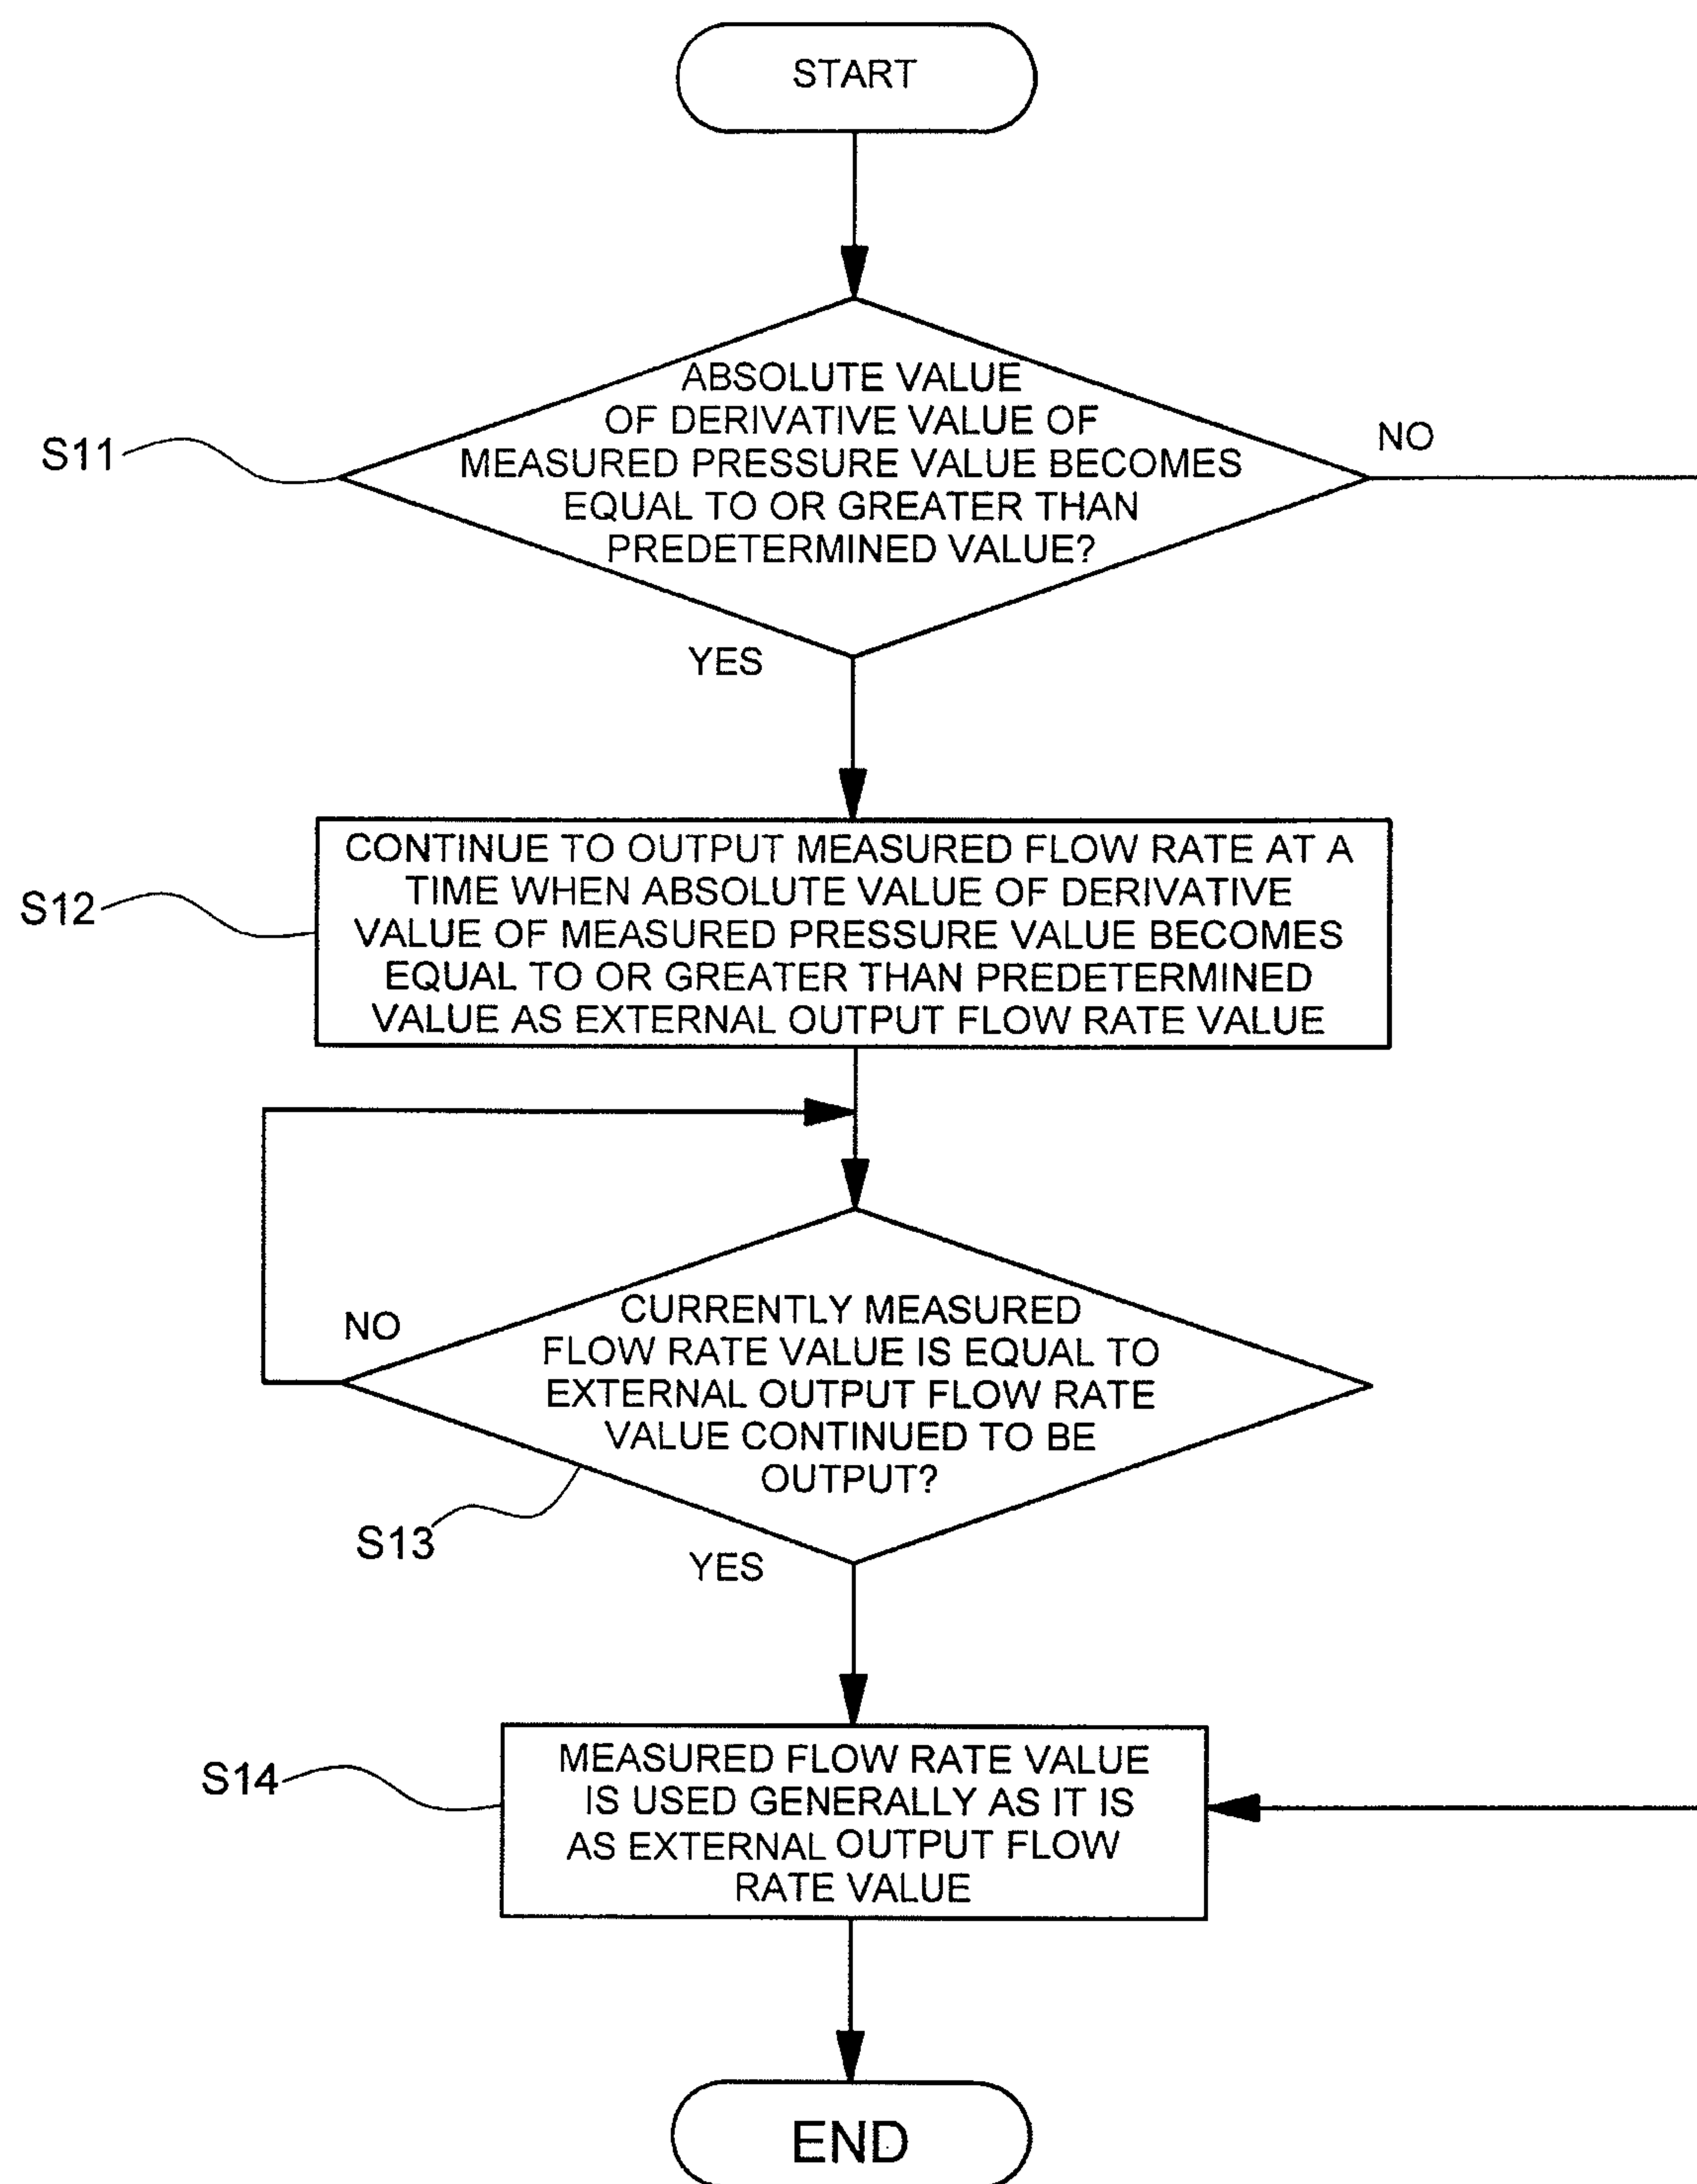 START
ABSOLUTE VALUE
OF DERIVATIVE VALUE OF
MEASURED PRESSURE VALUE BECOMES
EQUAL TO OR GREATER THAN
PREDETERMINED VALUE?
NO
S11
YES
CONTINUE TO OUTPUT MEASURED FLOW RATE AT A
TIME WHEN ABSOLUTE VALUE OF DERIVATIVE
VALUE OF MEASURED PRESSURE VALUE BECOMES
EQUAL TO OR GREATER THAN PREDETERMINED
VALUE AS EXTERNAL OUTPUT FLOW RATE VALUE
S12
NO
CURRENTLY MEASURED
FLOW RATE VALUE IS EQUAL TO
EXTERNAL OUTPUT FLOW RATE
VALUE CONTINUED TO BE
OUTPUT?
S13
YES
MEASURED FLOW RATE VALUE
IS USED GENERALLY AS IT IS
AS EXTERNAL OUTPUT FLOW
RATE VALUE
S14
END